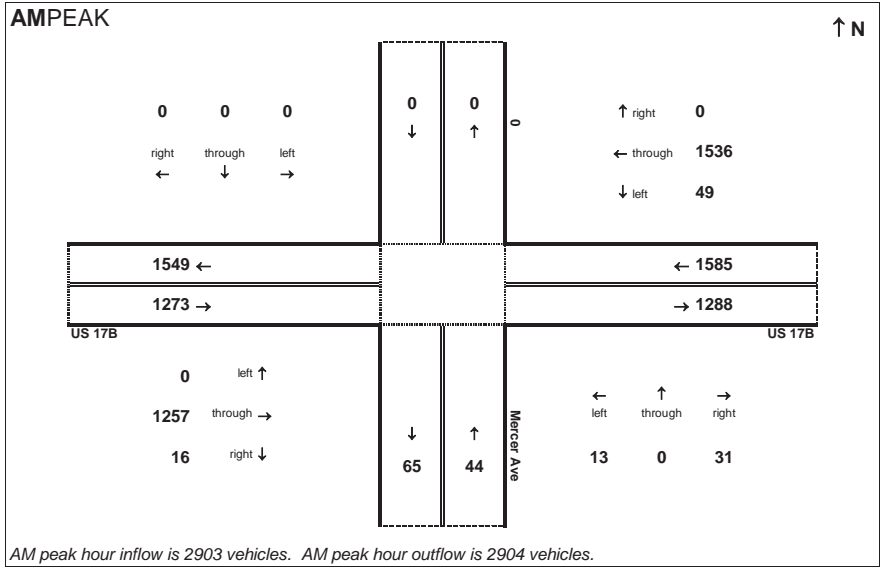 AMPEAK
↑ N
0 0 0
right through left
← ↓ →
0 0
↓ ↑
0
↑ right 0
← through 1536
↓ left 49
1549 ←
1273 →
← 1585
→ 1288
US 17B
US 17B
0 left ↑
1257 through →
16 right ↓
↓ ↑
65 44
Mercer Ave
← ↑ →
left through right
13 0 31
AM peak hour inflow is 2903 vehicles. AM peak hour outflow is 2904 vehicles.